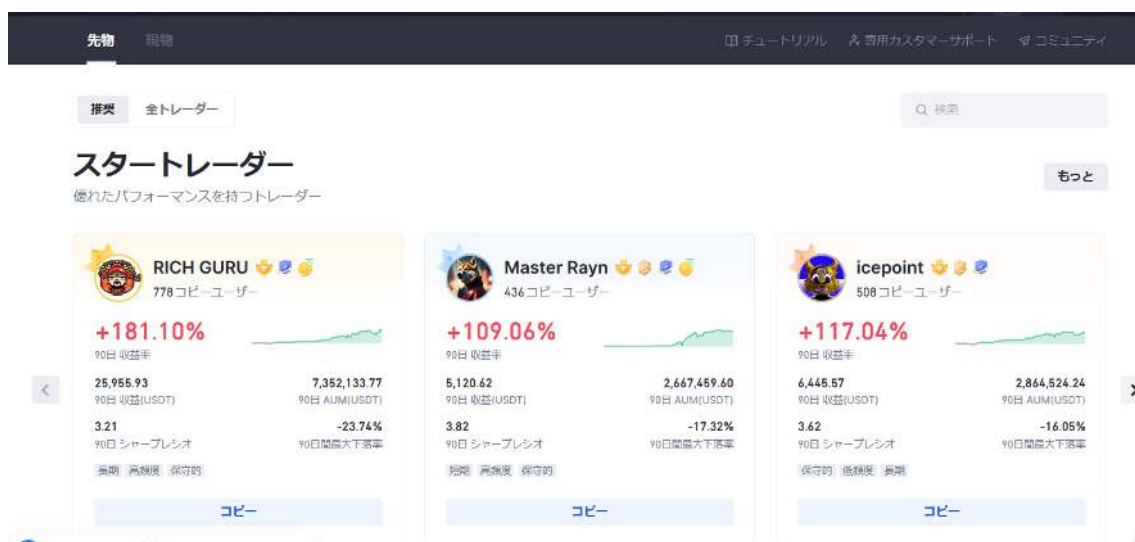 先物 現物 チュートリアル 専用カスタマーサポート コミュニティ
推奨 全トレーダー 検索
スタートレーダー
もっと
優れたパフォーマンスを持つトレーダー
RICH GURU
778コピーユーザー
+181.10%
90日 収益率
25,955.93 7,352,133.77
90日 収益(USDT) 90日 AUM(USDT)
3.21 -23.74%
90日 シャープレシオ 90日間最大下落率
長期 高頻度 保守的
コピー
Master Rayn
436コピーユーザー
+109.06%
90日 収益率
5,120.62 2,667,459.60
90日 収益(USDT) 90日 AUM(USDT)
3.82 -17.32%
90日 シャープレシオ 90日間最大下落率
短期 高頻度 保守的
コピー
icepoint
508コピーユーザー
+117.04%
90日 収益率
6,445.57 2,864,524.24
90日 収益(USDT) 90日 AUM(USDT)
3.62 -16.05%
90日 シャープレシオ 90日間最大下落率
保守的 低頻度 長期
コピー